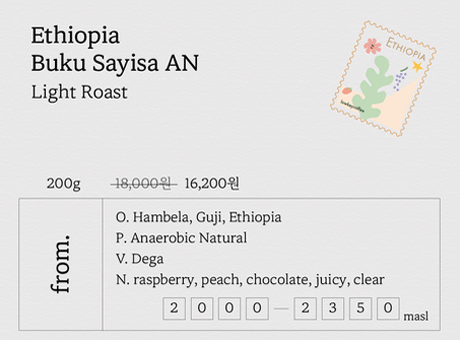 Ethiopia
Buku Sayisa AN
Light Roast
ETHIOPIA
200g 18,000원 16,200원
from.
O. Hambela, Guji, Ethiopia
P. Anaerobic Natural
V. Dega
N. raspberry, peach, chocolate, juicy, clear
2 0 0 0 — 2 3 5 0 masl